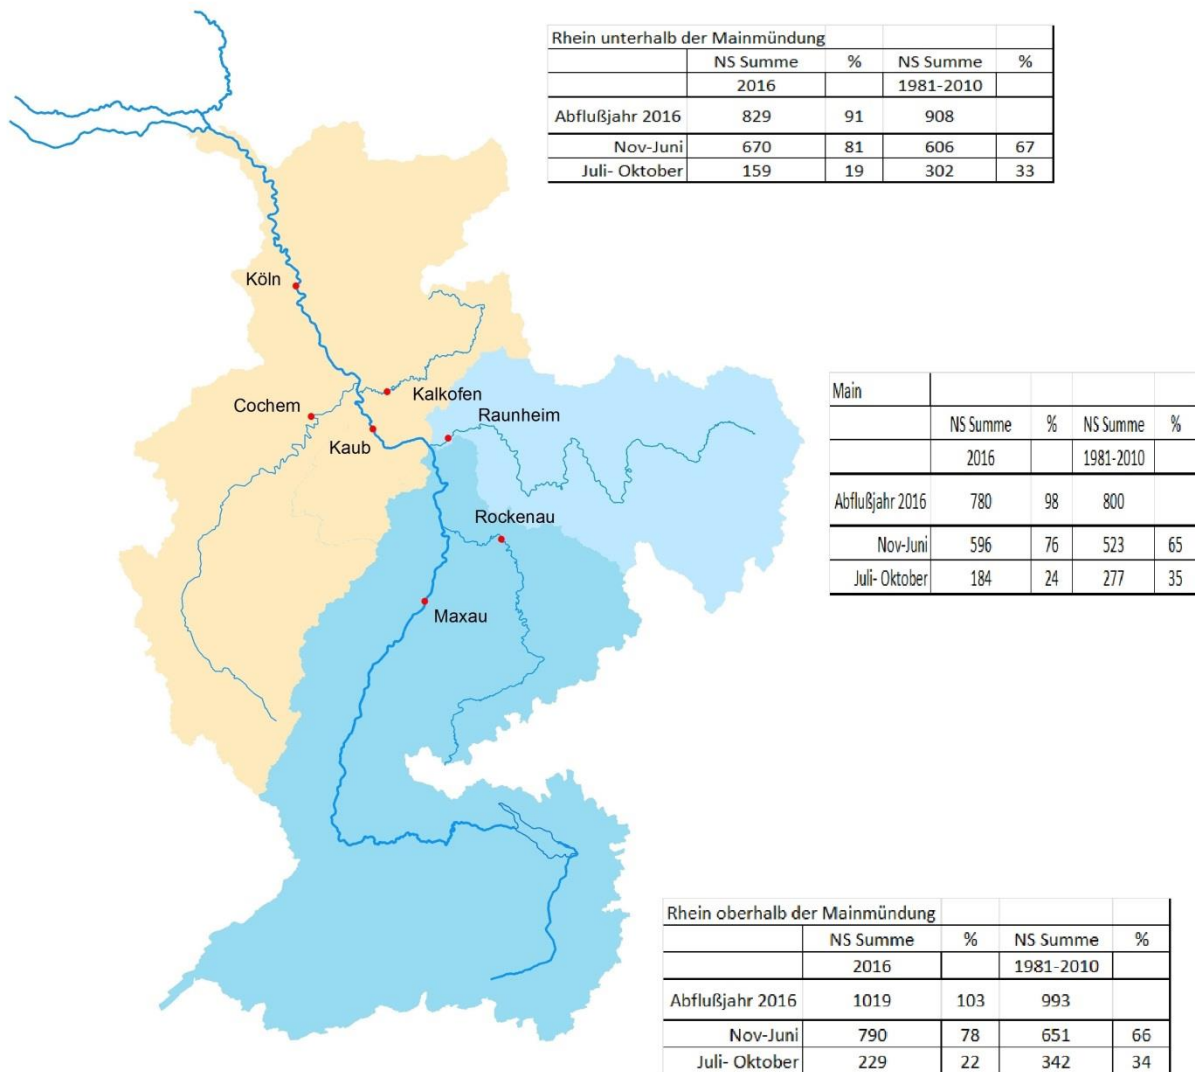 Rhein unterhalb der Mainmündung
NS Summe % NS Summe %
2016 1981-2010
Abflußjahr 2016 829 91 908
Nov-Juni 670 81 606 67
Juli- Oktober 159 19 302 33
Köln
Kalkofen
Cochem
Raunheim
Kaub
Rockenau
Maxau
Main
NS Summe % NS Summe %
2016 1981-2010
Abflußjahr 2016 780 98 800
Nov-Juni 596 76 523 65
Juli- Oktober 184 24 277 35
Rhein oberhalb der Mainmündung
NS Summe % NS Summe %
2016 1981-2010
Abflußjahr 2016 1019 103 993
Nov-Juni 790 78 651 66
Juli- Oktober 229 22 342 34